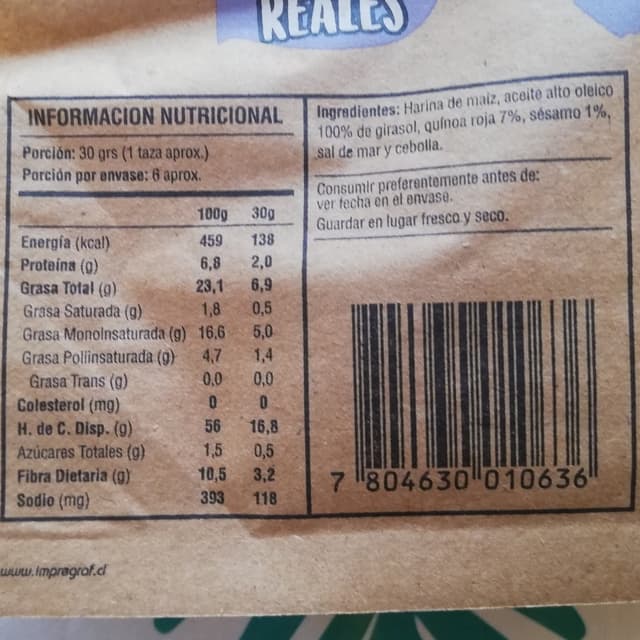 REALES
INFORMACION NUTRICIONAL
Porción: 30 grs (1 taza aprox.)
Porción por envase: 6 aprox.
100g 30g
Energía (kcal) 459 138
Proteína (g) 6,8 2,0
Grasa Total (g) 23,1 6,9
Grasa Saturada (g) 1,8 0,5
Grasa Monoinsaturada (g) 16,6 5,0
Grasa Poliinsaturada (g) 4,7 1,4
Grasa Trans (g) 0,0 0,0
Colesterol (mg) 0 0
H. de C. Disp. (g) 56 16,8
Azúcares Totales (g) 1,5 0,5
Fibra Dietaria (g) 10,5 3,2
Sodio (mg) 393 118
Ingredientes: Harina de maíz, aceite alto oleico
100% de girasol, quínoa roja 7%, sésamo 1%,
sal de mar y cebolla.
Consumir preferentemente antes de:
ver fecha en el envase.
Guardar en lugar fresco y seco.
7 804630 010636
www.impragraf.cl